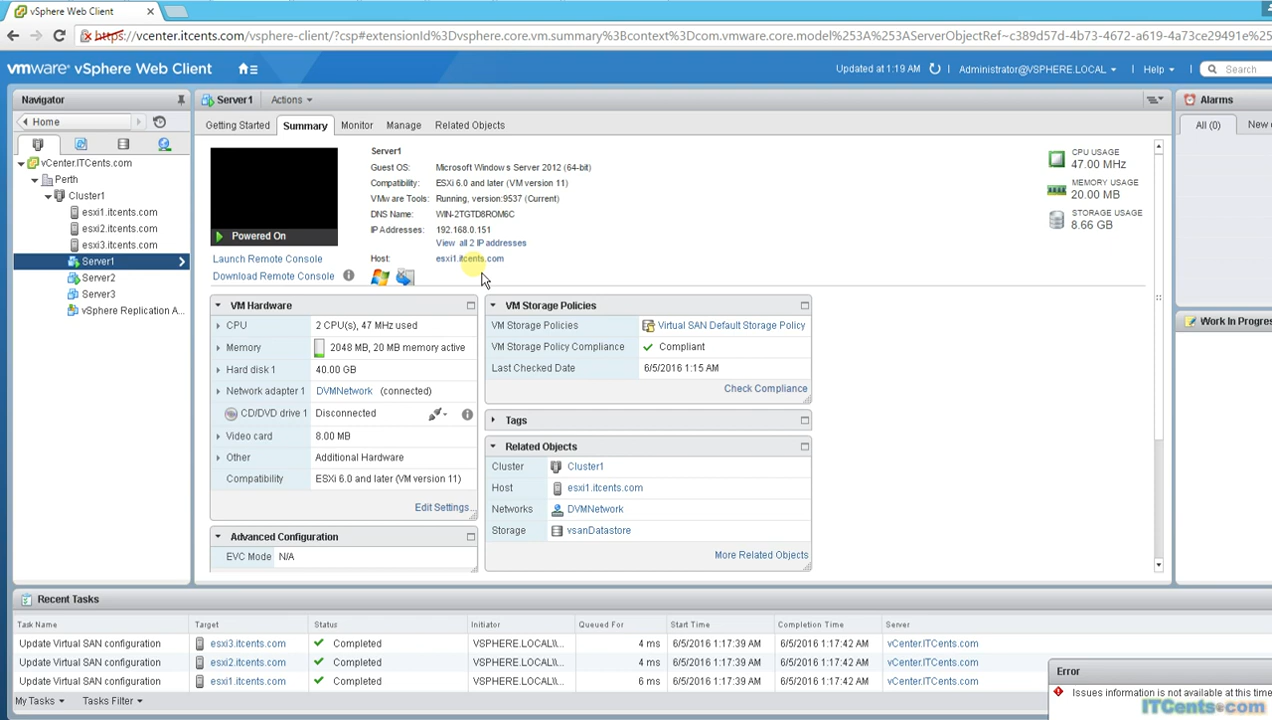 vSphere Web Client
https://vcenter.itcents.com/vsphere-client/?csp#extensionId%3Dvsphere.core.vm.summary%3Bcontext%3Dcom.vmware.core.model%253A%253AServerObjectRef~c389d57d-4b73-4672-a619-4a73ce29491e%25
vmware® vSphere Web Client
Updated at 1:19 AM
Administrator@VSPHERE.LOCAL
Help
Search
Navigator
Home
vCenter.ITCents.com
Perth
Cluster1
esxi1.itcents.com
esxi2.itcents.com
esxi3.itcents.com
Server1
Server2
Server3
vSphere Replication A...
Server1 Actions
Getting Started Summary Monitor Manage Related Objects
Powered On
Launch Remote Console
Download Remote Console
Server1
Guest OS: Microsoft Windows Server 2012 (64-bit)
Compatibility: ESXi 6.0 and later (VM version 11)
VMware Tools: Running, version:9537 (Current)
DNS Name: WIN-2TGTD8ROM6C
IP Addresses: 192.168.0.151
View all 2 IP addresses
Host: esxi1.itcents.com
CPU USAGE
47.00 MHz
MEMORY USAGE
20.00 MB
STORAGE USAGE
8.66 GB
VM Hardware
CPU 2 CPU(s), 47 MHz used
Memory 2048 MB, 20 MB memory active
Hard disk 1 40.00 GB
Network adapter 1 DVMNetwork (connected)
CD/DVD drive 1 Disconnected
Video card 8.00 MB
Other Additional Hardware
Compatibility ESXi 6.0 and later (VM version 11)
Edit Settings...
Advanced Configuration
EVC Mode N/A
VM Storage Policies
VM Storage Policies Virtual SAN Default Storage Policy
VM Storage Policy Compliance Compliant
Last Checked Date 6/5/2016 1:15 AM
Check Compliance
Tags
Related Objects
Cluster Cluster1
Host esxi1.itcents.com
Networks DVMNetwork
Storage vsanDatastore
More Related Objects
Alarms
All (0) New
Work In Progres
Recent Tasks
Task Name Target Status Initiator Queued For Start Time Completion Time Server
Update Virtual SAN configuration esxi3.itcents.com Completed VSPHERE.LOCAL\\... 4 ms 6/5/2016 1:17:39 AM 6/5/2016 1:17:42 AM vCenter.ITCents.com
Update Virtual SAN configuration esxi2.itcents.com Completed VSPHERE.LOCAL\\... 4 ms 6/5/2016 1:17:39 AM 6/5/2016 1:17:42 AM vCenter.ITCents.com
Update Virtual SAN configuration esxi1.itcents.com Completed VSPHERE.LOCAL\\... 6 ms 6/5/2016 1:17:39 AM 6/5/2016 1:17:42 AM vCenter.ITCents.com
My Tasks Tasks Filter
Error
Issues information is not available at this time
ITCents.com